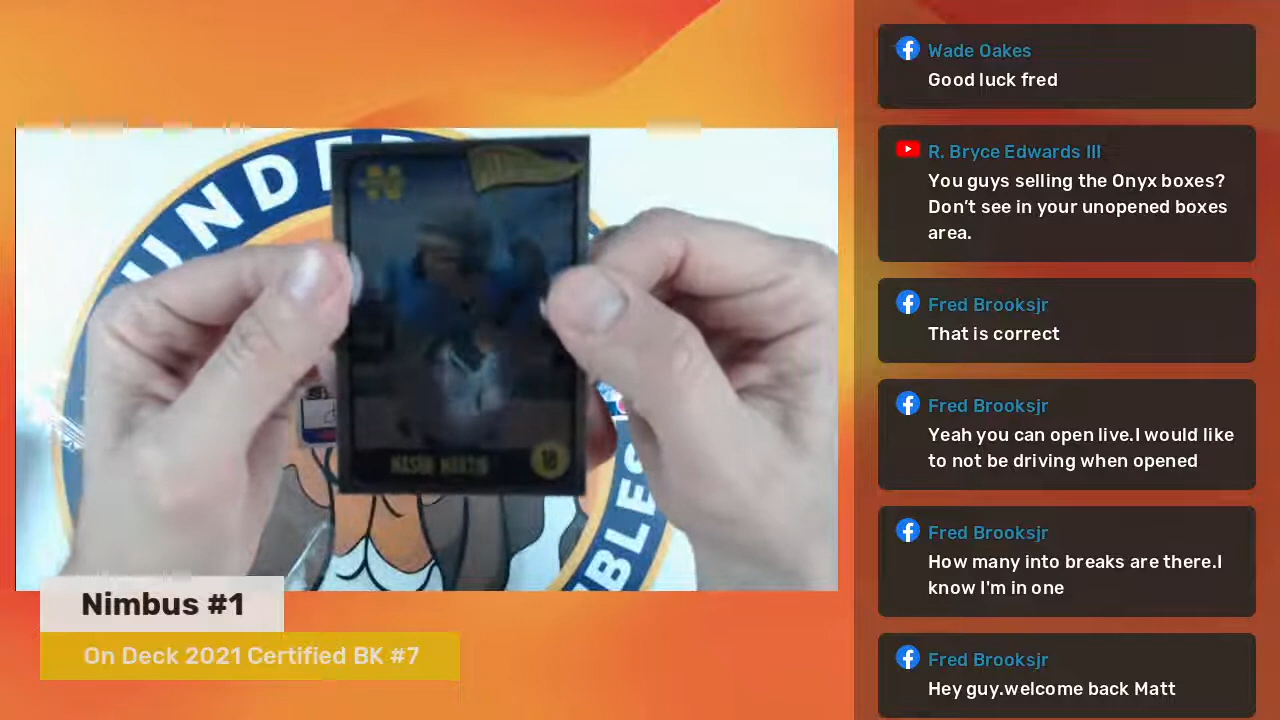 Wade Oakes
Good luck fred
R. Bryce Edwards III
You guys selling the Onyx boxes?
Don't see in your unopened boxes
area.
Fred Brooksjr
That is correct
Fred Brooksjr
Yeah you can open live.I would like
to not be driving when opened
Fred Brooksjr
How many into breaks are there.I
know I'm in one
Fred Brooksjr
Hey guy.welcome back Matt
N
MASON MARTIN
18
Nimbus #1
On Deck 2021 Certified BK #7